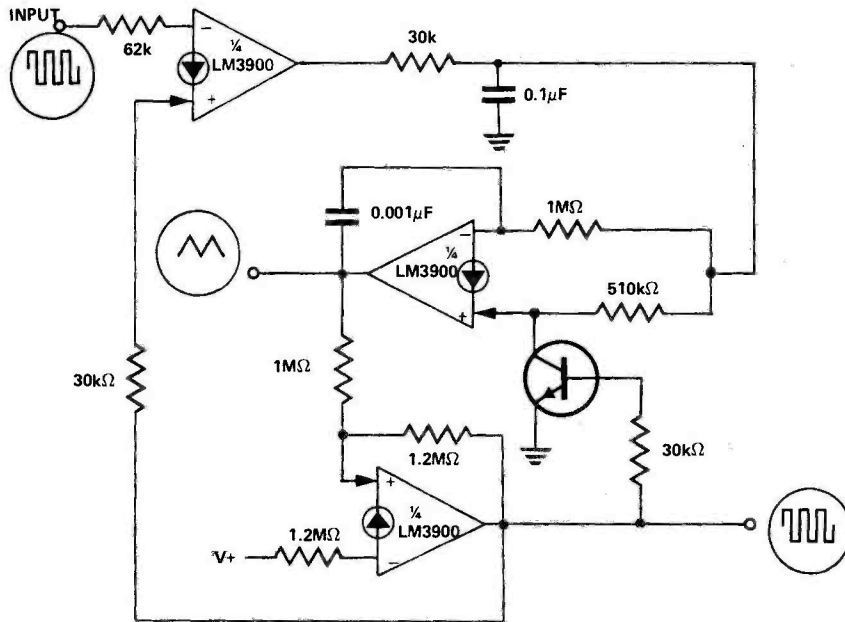 INPUT
62k
−
¼
LM3900
+
30k
0.1µF
0.001µF
−
1MΩ
¼
LM3900
510kΩ
+
30kΩ
1MΩ
1.2MΩ
30kΩ
+
¼
LM3900
1.2MΩ
V+
−